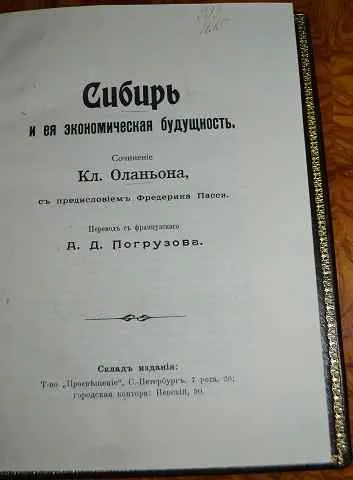 Сибирь
и ея экономическая будущность.
Сочиненіе
Кл. Оланьона,
съ предисловіемъ Фредерика Пасси.
Переводъ съ французскаго
А. Д. Погрузова.
Складъ изданія:
Т-во „Просвѣщеніе", С.-Петербургъ. 7 рота, 20;
городская контора: Невскій, 50.